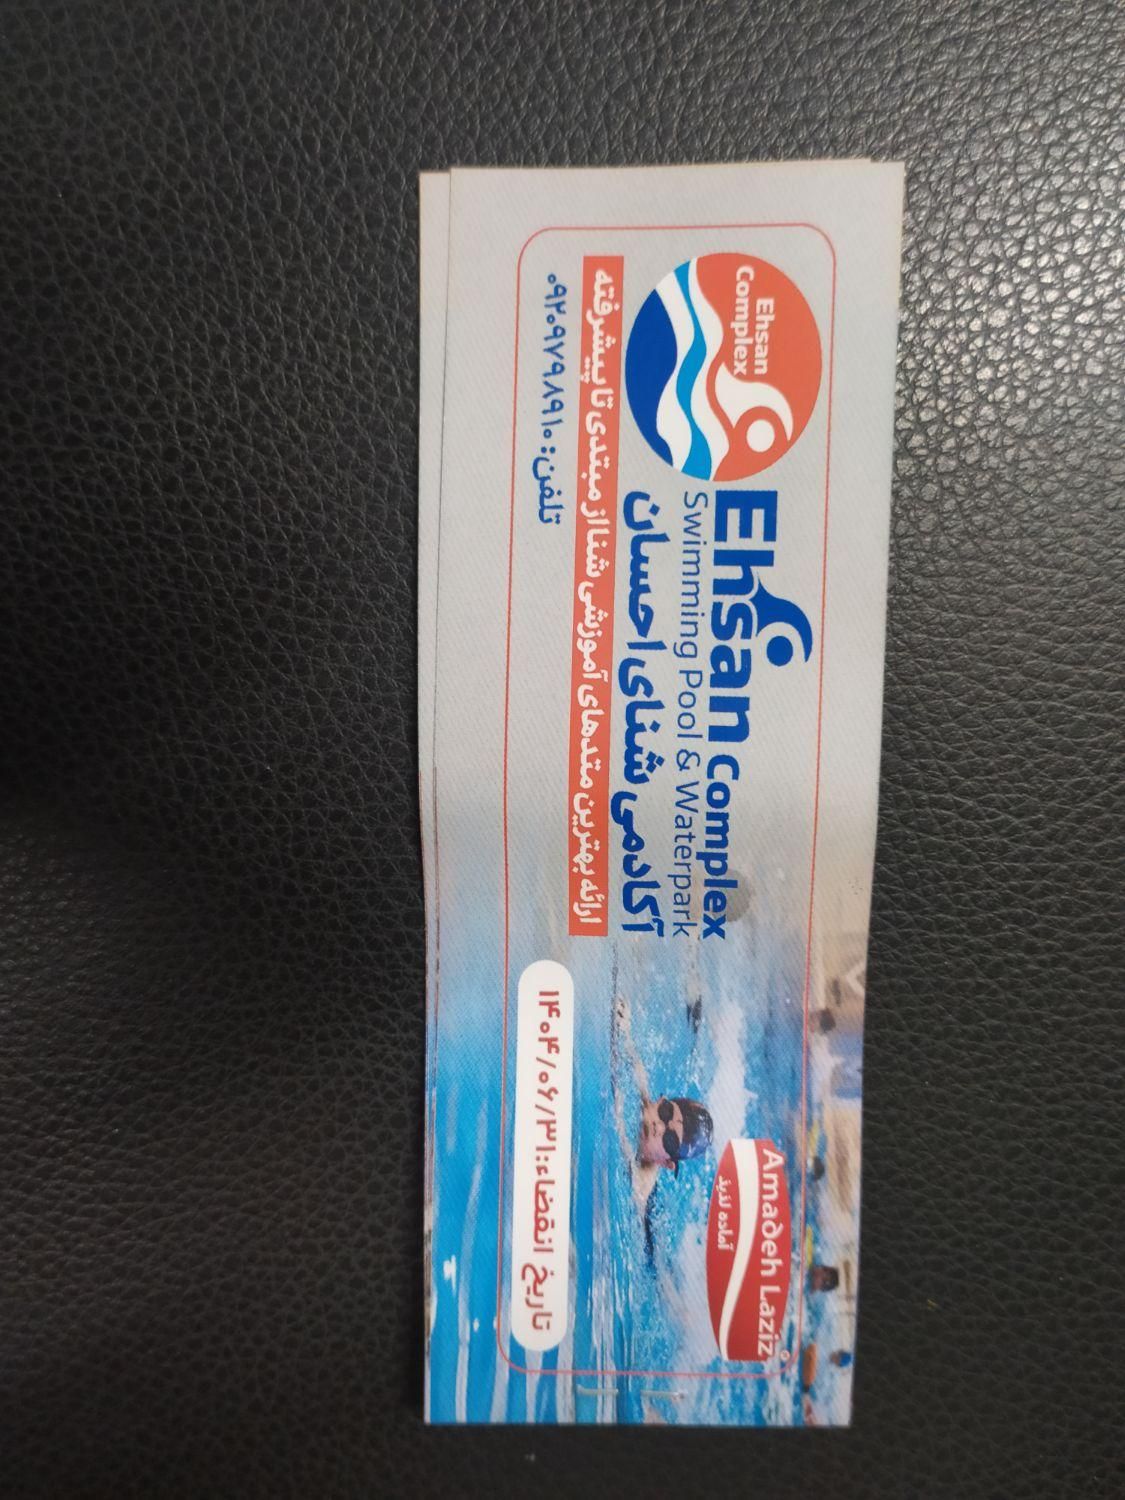 Ehsan
Complex
Ehsan Complex
Swimming Pool & Waterpark
آکادمی شنای احسان
ارائه بهترین متدهای آموزشی شنا از مبتدی تا پیشرفته
تلفن: ۰۹۲۰۹۷۹۸۹۱۰
Amadeh Laziz
آماده لذیذ
تاریخ انقضاء: ۱۴۰۴/۰۶/۳۱